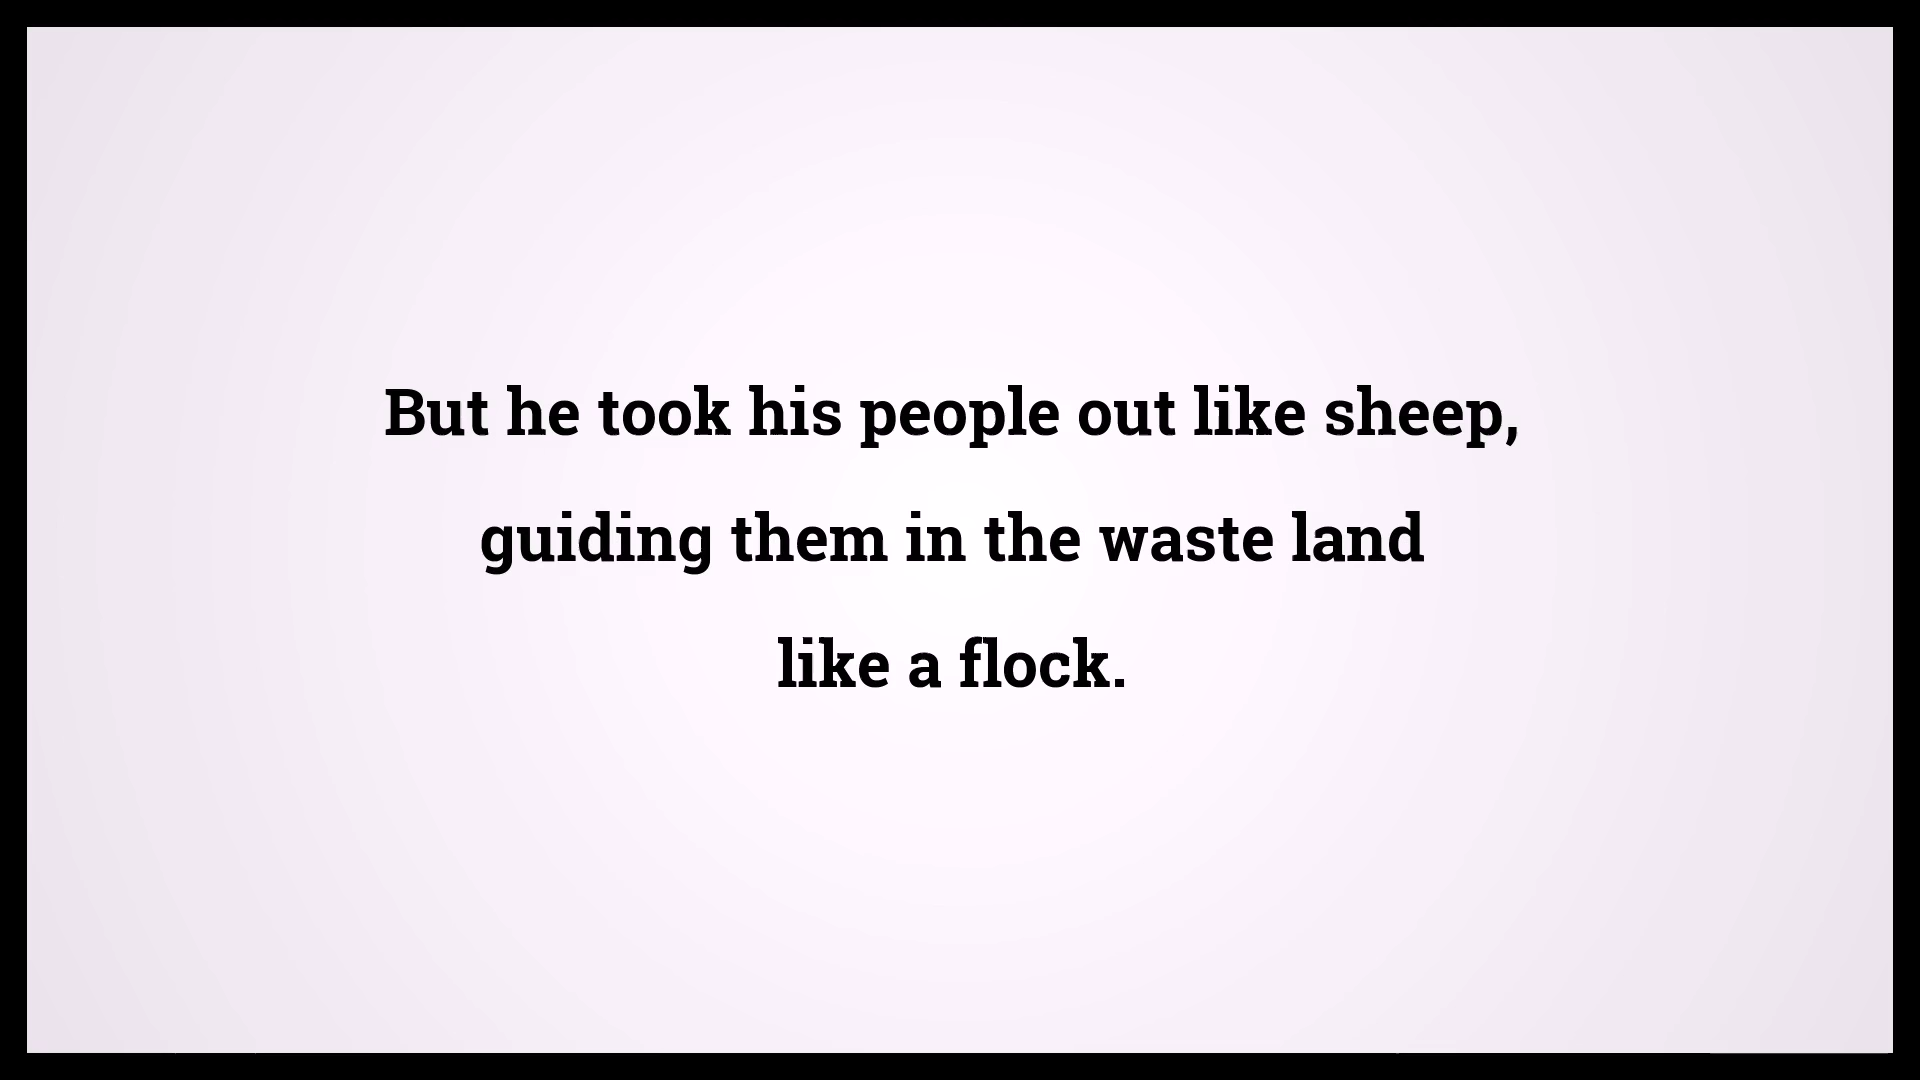 But he took his people out like sheep,
guiding them in the waste land
like a flock.